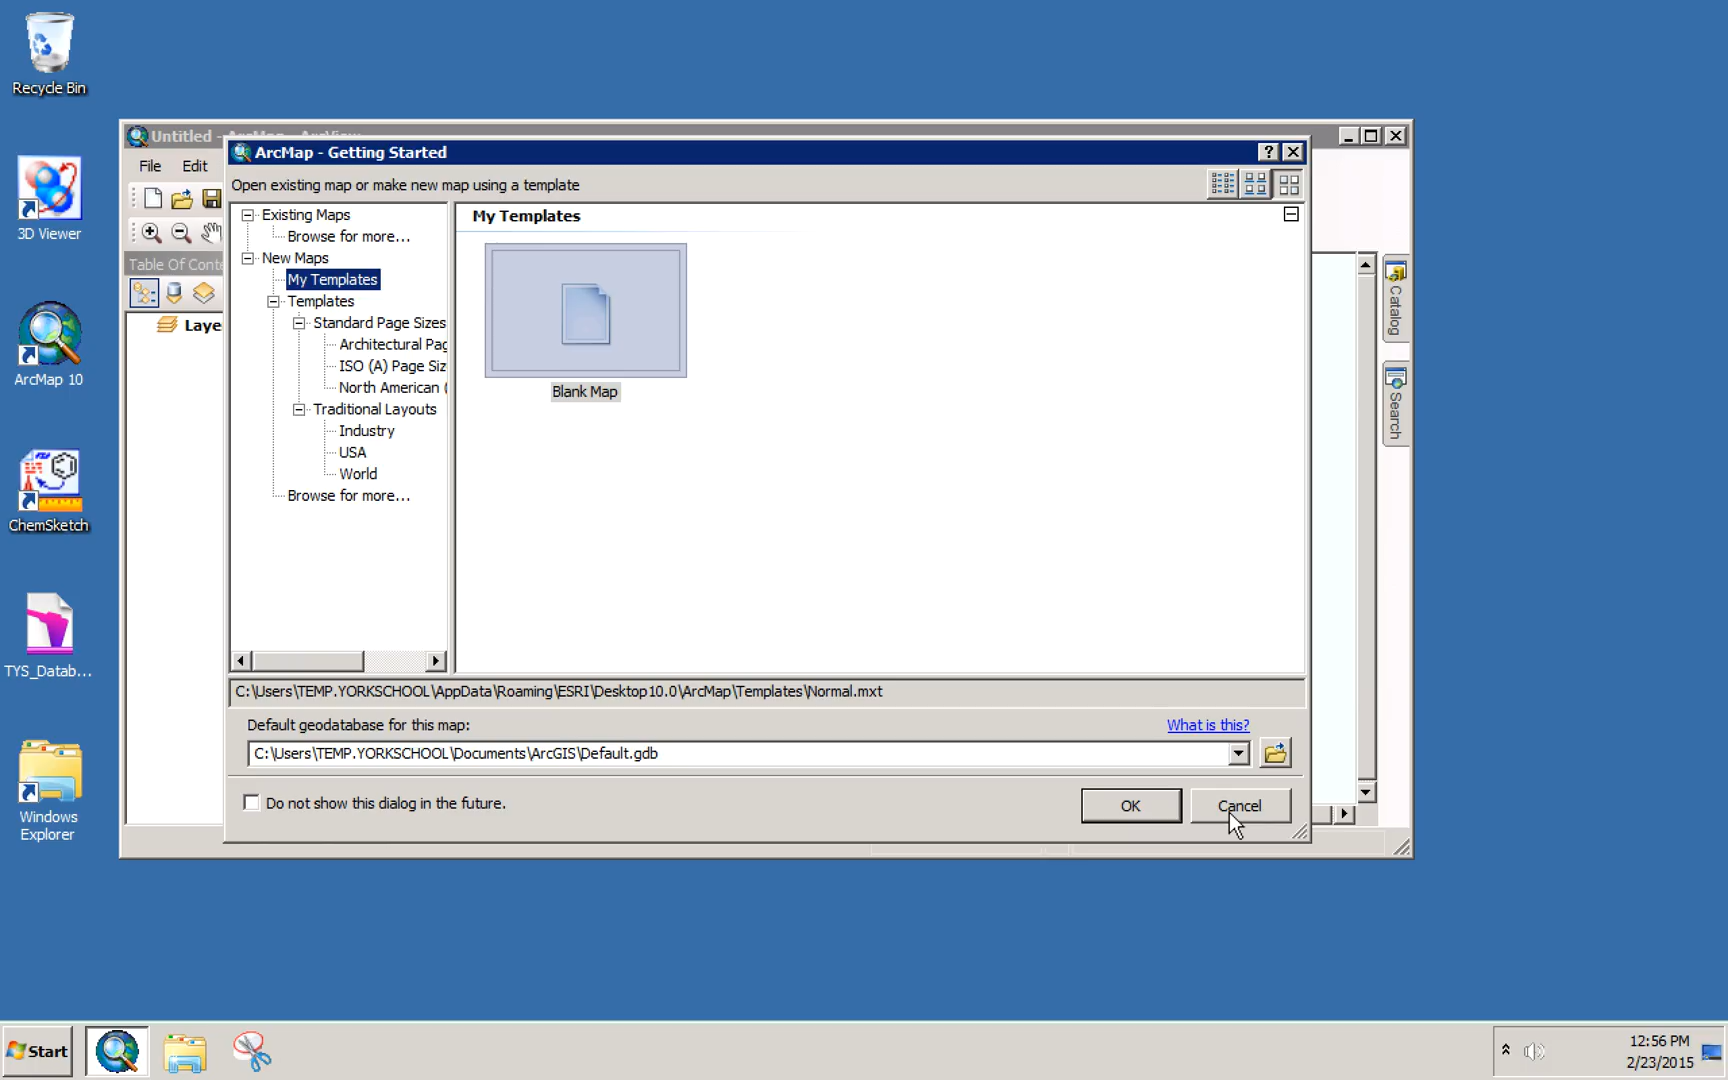 Recycle Bin
3D Viewer
ArcMap 10
ChemSketch
TYS_Datab...
Windows
Explorer
Untitled - ArcMap - ArcView
File Edit
Table Of Conte
Laye
ArcMap - Getting Started
Open existing map or make new map using a template
Existing Maps
Browse for more...
New Maps
My Templates
Templates
Standard Page Sizes
Architectural Pag
ISO (A) Page Siz
North American (
Traditional Layouts
Industry
USA
World
Browse for more...
My Templates
Blank Map
C:\Users\TEMP.YORKSCHOOL\AppData\Roaming\ESRI\Desktop10.0\ArcMap\Templates\Normal.mxt
Default geodatabase for this map:
What is this?
C:\Users\TEMP.YORKSCHOOL\Documents\ArcGIS\Default.gdb
Do not show this dialog in the future.
OK
Cancel
Catalog
Search
Start
12:56 PM
2/23/2015